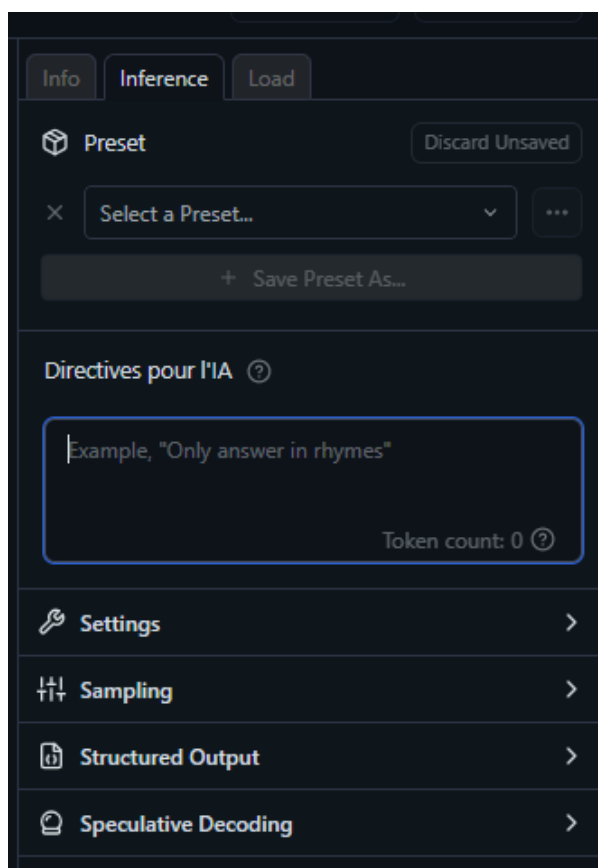 Info Inference Load
Preset Discard Unsaved
Select a Preset...
+ Save Preset As...
Directives pour l'IA
Example, "Only answer in rhymes"
Token count: 0
Settings
Sampling
Structured Output
Speculative Decoding